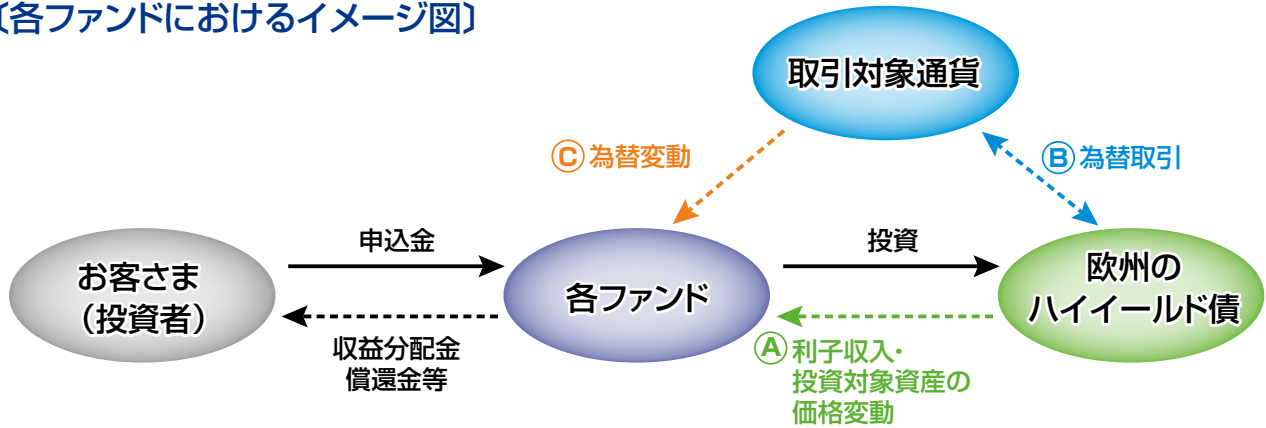 〔各ファンドにおけるイメージ図〕
取引対象通貨
Ⓒ為替変動
Ⓑ為替取引
申込金
投資
お客さま
（投資者）
各ファンド
欧州の
ハイイールド債
収益分配金
償還金等
Ⓐ利子収入・
投資対象資産の
価格変動